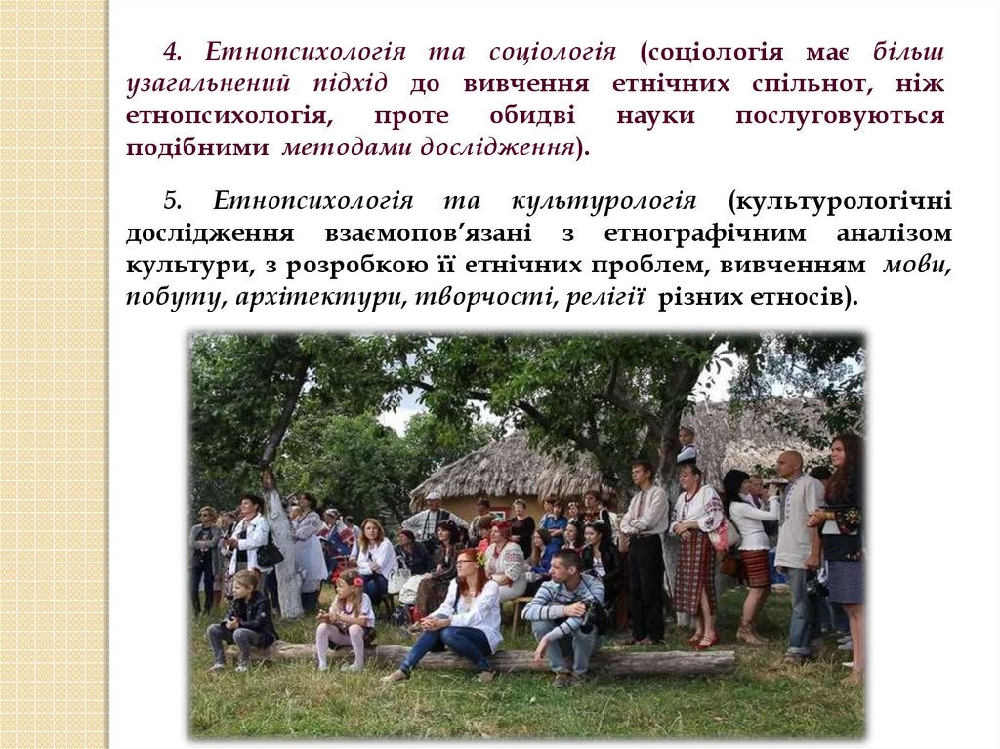 4. Етнопсихологія та соціологія (соціологія має більш
узагальнений підхід до вивчення етнічних спільнот, ніж
етнопсихологія, проте обидві науки послуговуються
подібними методами дослідження).
5. Етнопсихологія та культурологія (культурологічні
дослідження взаємопов’язані з етнографічним аналізом
культури, з розробкою її етнічних проблем, вивченням мови,
побуту, архітектури, творчості, релігії різних етносів).